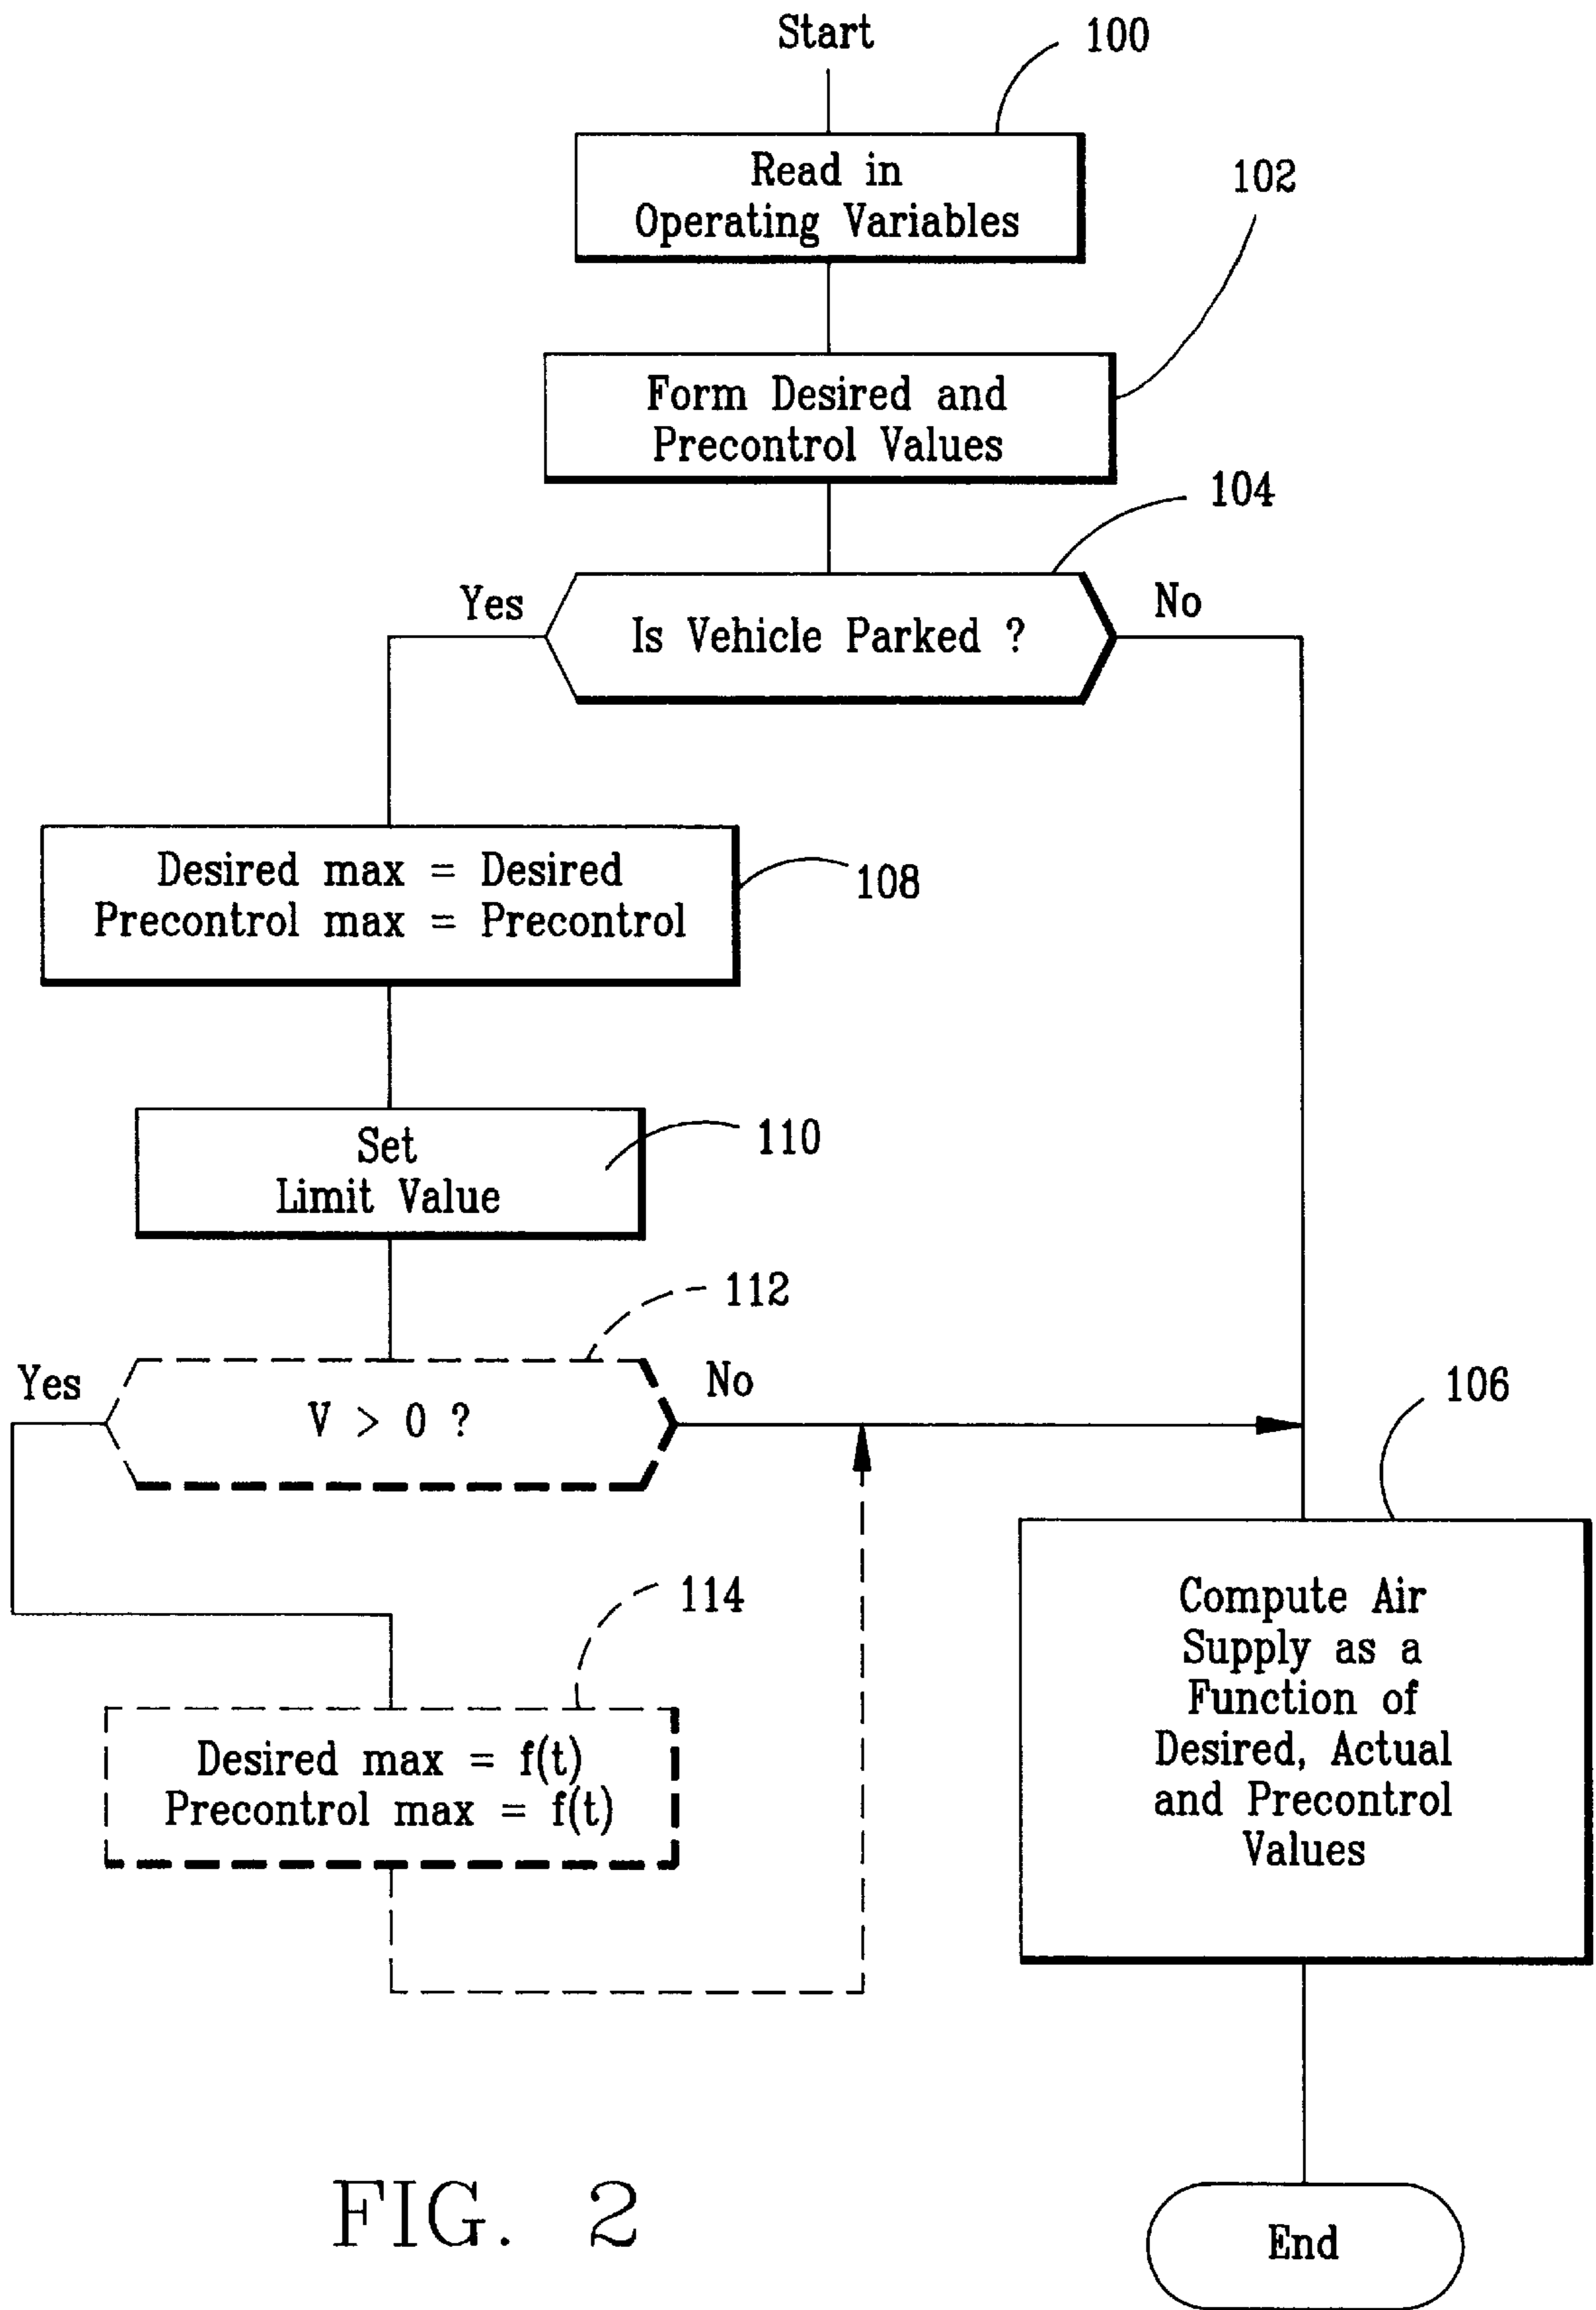 Start
100
Read in
Operating Variables
102
Form Desired and
Precontrol Values
104
Yes
Is Vehicle Parked ?
No
Desired max = Desired
Precontrol max = Precontrol
108
Set
Limit Value
110
112
Yes
V > 0 ?
No
106
114
Desired max = f(t)
Precontrol max = f(t)
Compute Air
Supply as a
Function of
Desired, Actual
and Precontrol
Values
FIG. 2
End